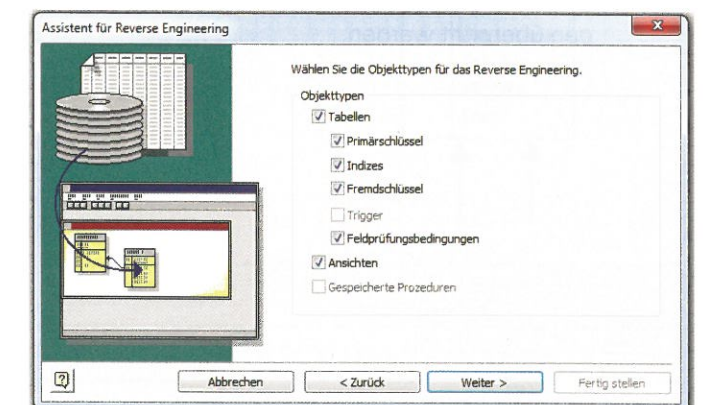 Assistent für Reverse Engineering
Wählen Sie die Objekttypen für das Reverse Engineering.
Objekttypen
Tabellen
Primärschlüssel
Indizes
Fremdschlüssel
Trigger
Feldprüfungsbedingungen
Ansichten
Gespeicherte Prozeduren
Abbrechen
< Zurück
Weiter >
Fertig stellen